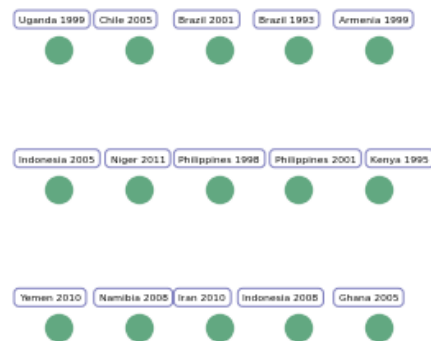 Uganda 1999 Chile 2005 Brazil 2001 Brazil 1993 Armenia 1999
Indonesia 2005 Niger 2011 Philippines 1998 Philippines 2001 Kenya 1995
Yemen 2010 Namibia 2008 Iran 2010 Indonesia 2008 Ghana 2005